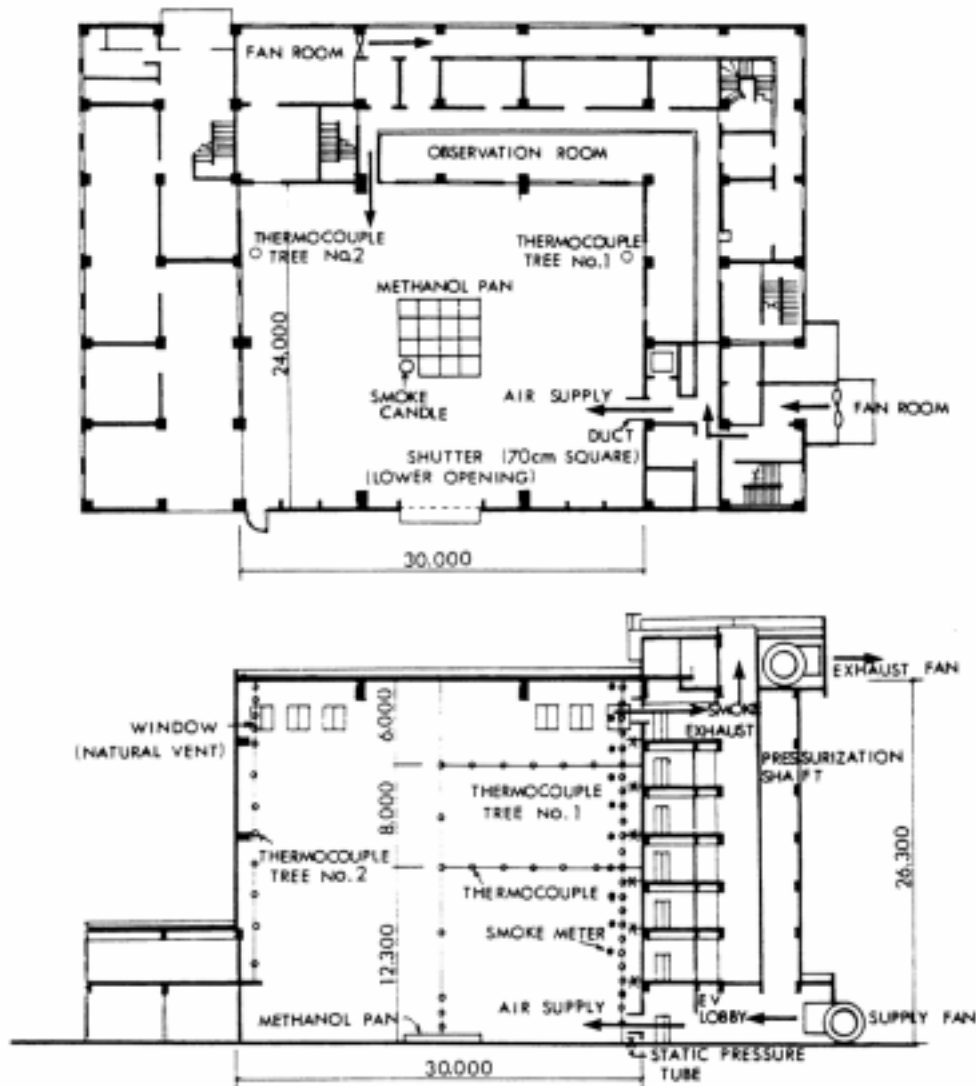 FAN ROOM
OBSERVATION ROOM
THERMOCOUPLE
TREE No.2
THERMOCOUPLE
TREE No.1
METHANOL PAN
24.000
SMOKE
CANDLE
AIR SUPPLY
FAN ROOM
DUCT
SHUTTER (70cm SQUARE)
(LOWER OPENING)
30.000
EXHAUST FAN
WINDOW
(NATURAL VENT)
6.000
SMOKE
EXHAUST
PRESSURIZATION
SHAFT
THERMOCOUPLE
TREE No. 1
8.000
26.300
THERMOCOUPLE
TREE No. 2
THERMOCOUPLE
SMOKE METER
12.300
AIR SUPPLY
EV
LOBBY
SUPPLY FAN
METHANOL PAN
STATIC PRESSURE
TUBE
30.000